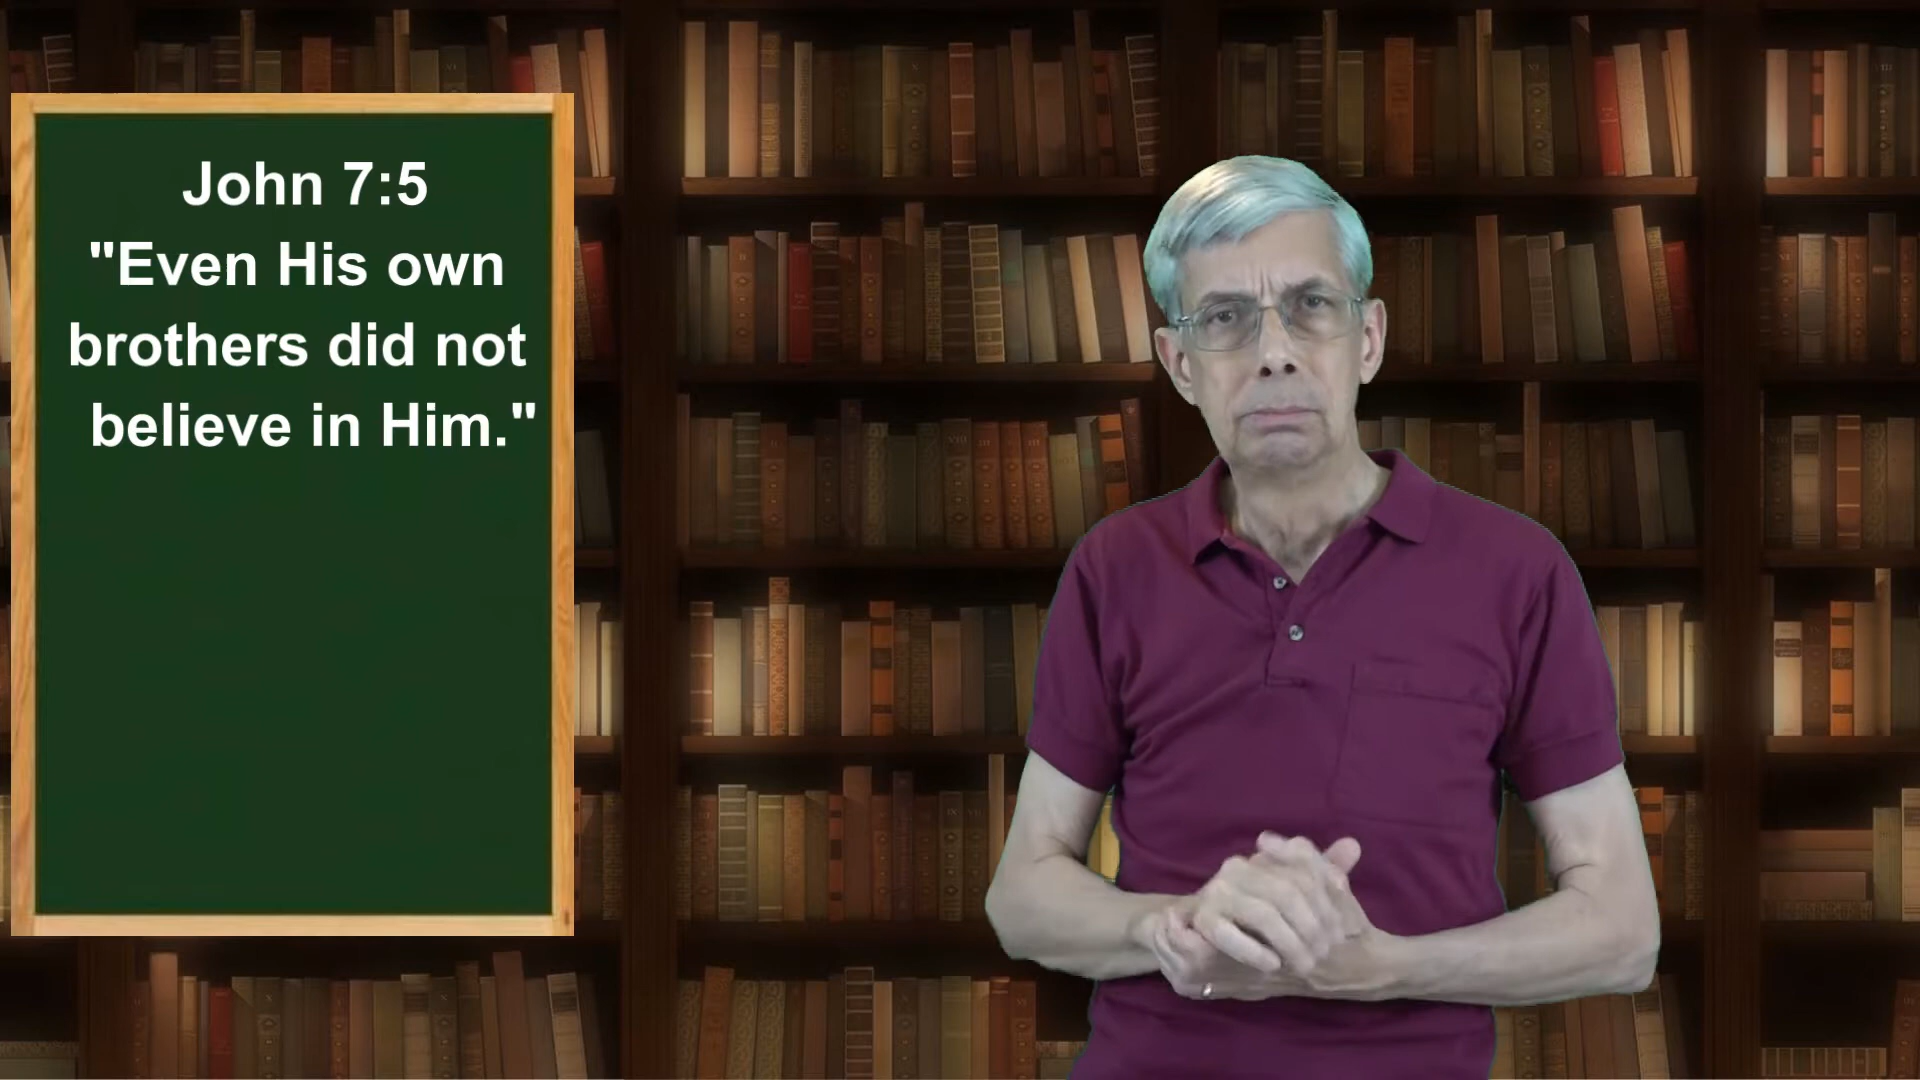 John 7:5
"Even His own
brothers did not
believe in Him."